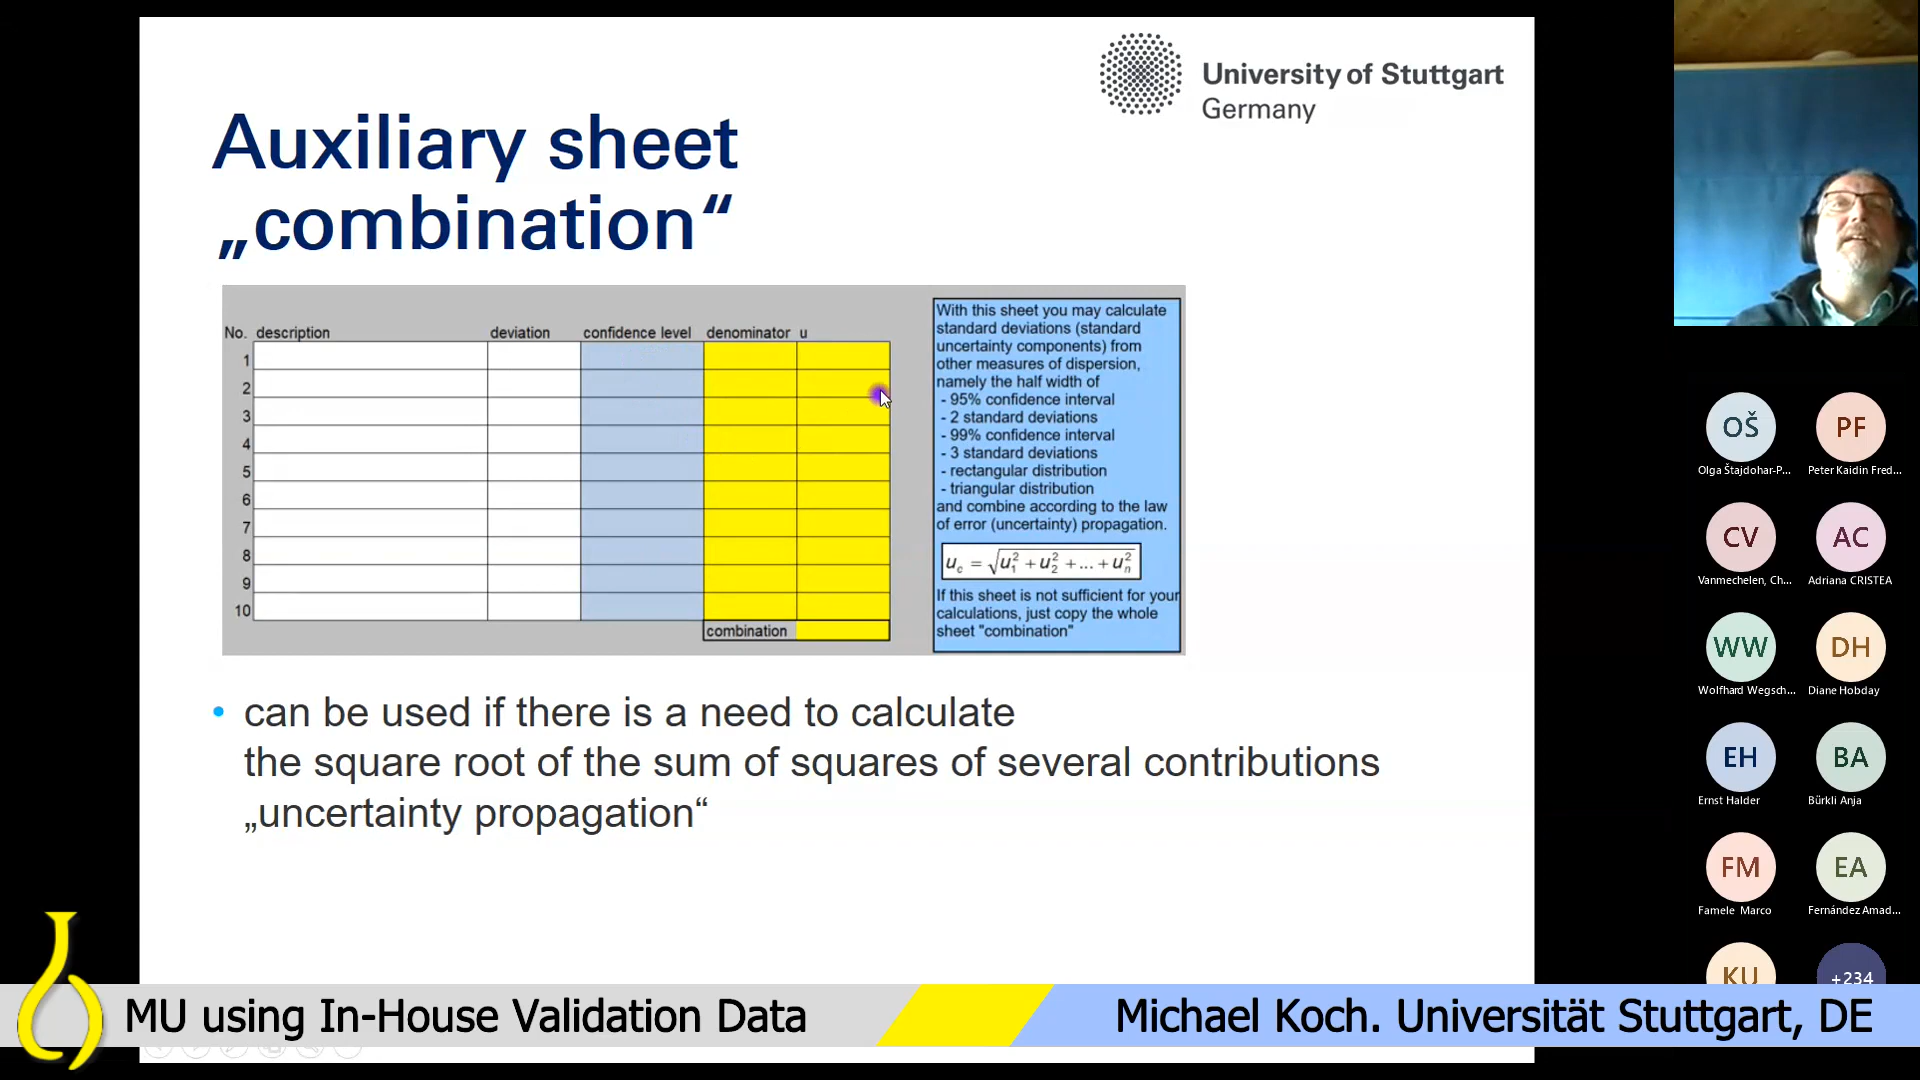 University of Stuttgart
Germany
Auxiliary sheet
„combination“
No. description deviation confidence level denominator u
1
2
3
4
5
6
7
8
9
10
combination
With this sheet you may calculate
standard deviations (standard
uncertainty components) from
other measures of dispersion,
namely the half width of
- 95% confidence interval
- 2 standard deviations
- 99% confidence interval
- 3 standard deviations
- rectangular distribution
- triangular distribution
and combine according to the law
of error (uncertainty) propagation.
u_c = √(u₁² + u₂² + ... + u_n²)
If this sheet is not sufficient for your
calculations, just copy the whole
sheet "combination"
• can be used if there is a need to calculate
the square root of the sum of squares of several contributions
„uncertainty propagation“
OŠ PF
Olga Štajdohar-P... Peter Kaidin Fred...
CV AC
Vanmechelen, Ch... Adriana CRISTEA
WW DH
Wolfhard Wegsch... Diane Hobday
EH BA
Ernst Halder Bürkli Anja
FM EA
Famele Marco Fernández Amad...
KU +234
MU using In-House Validation Data Michael Koch. Universität Stuttgart, DE